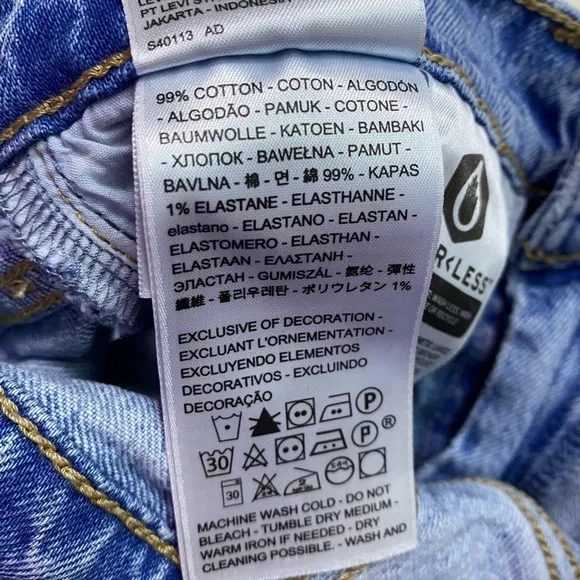 PT LEVI
JAKARTA - INDONESIA
S40113 AD
99% COTTON - COTON - ALGODÓN
- ALGODÃO - PAMUK - COTONE -
BAUMWOLLE - KATOEN - BAMBAKI
- ХЛОПОК - BAWEŁNA - PAMUT -
BAVLNA - 棉 - 면 - 綿 99% - KAPAS
1% ELASTANE - ELASTHANNE -
elastano - ELASTANO - ELASTAN -
ELASTOMERO - ELASTHAN -
ELASTAAN - ΕΛΑΣΤΑΝΗ -
ЭЛАСТАН - GUMISZÁL - 氨纶 - 彈性
纖維 - 폴리우레탄 - ポリウレタン 1%
EXCLUSIVE OF DECORATION -
EXCLUANT L'ORNEMENTATION -
EXCLUYENDO ELEMENTOS
DECORATIVOS - EXCLUINDO
DECORAÇÃO
P
30 P ®
30
MACHINE WASH COLD - DO NOT
BLEACH - TUMBLE DRY MEDIUM -
WARM IRON IF NEEDED - DRY
CLEANING POSSIBLE. - WASH AND
R<LESS™